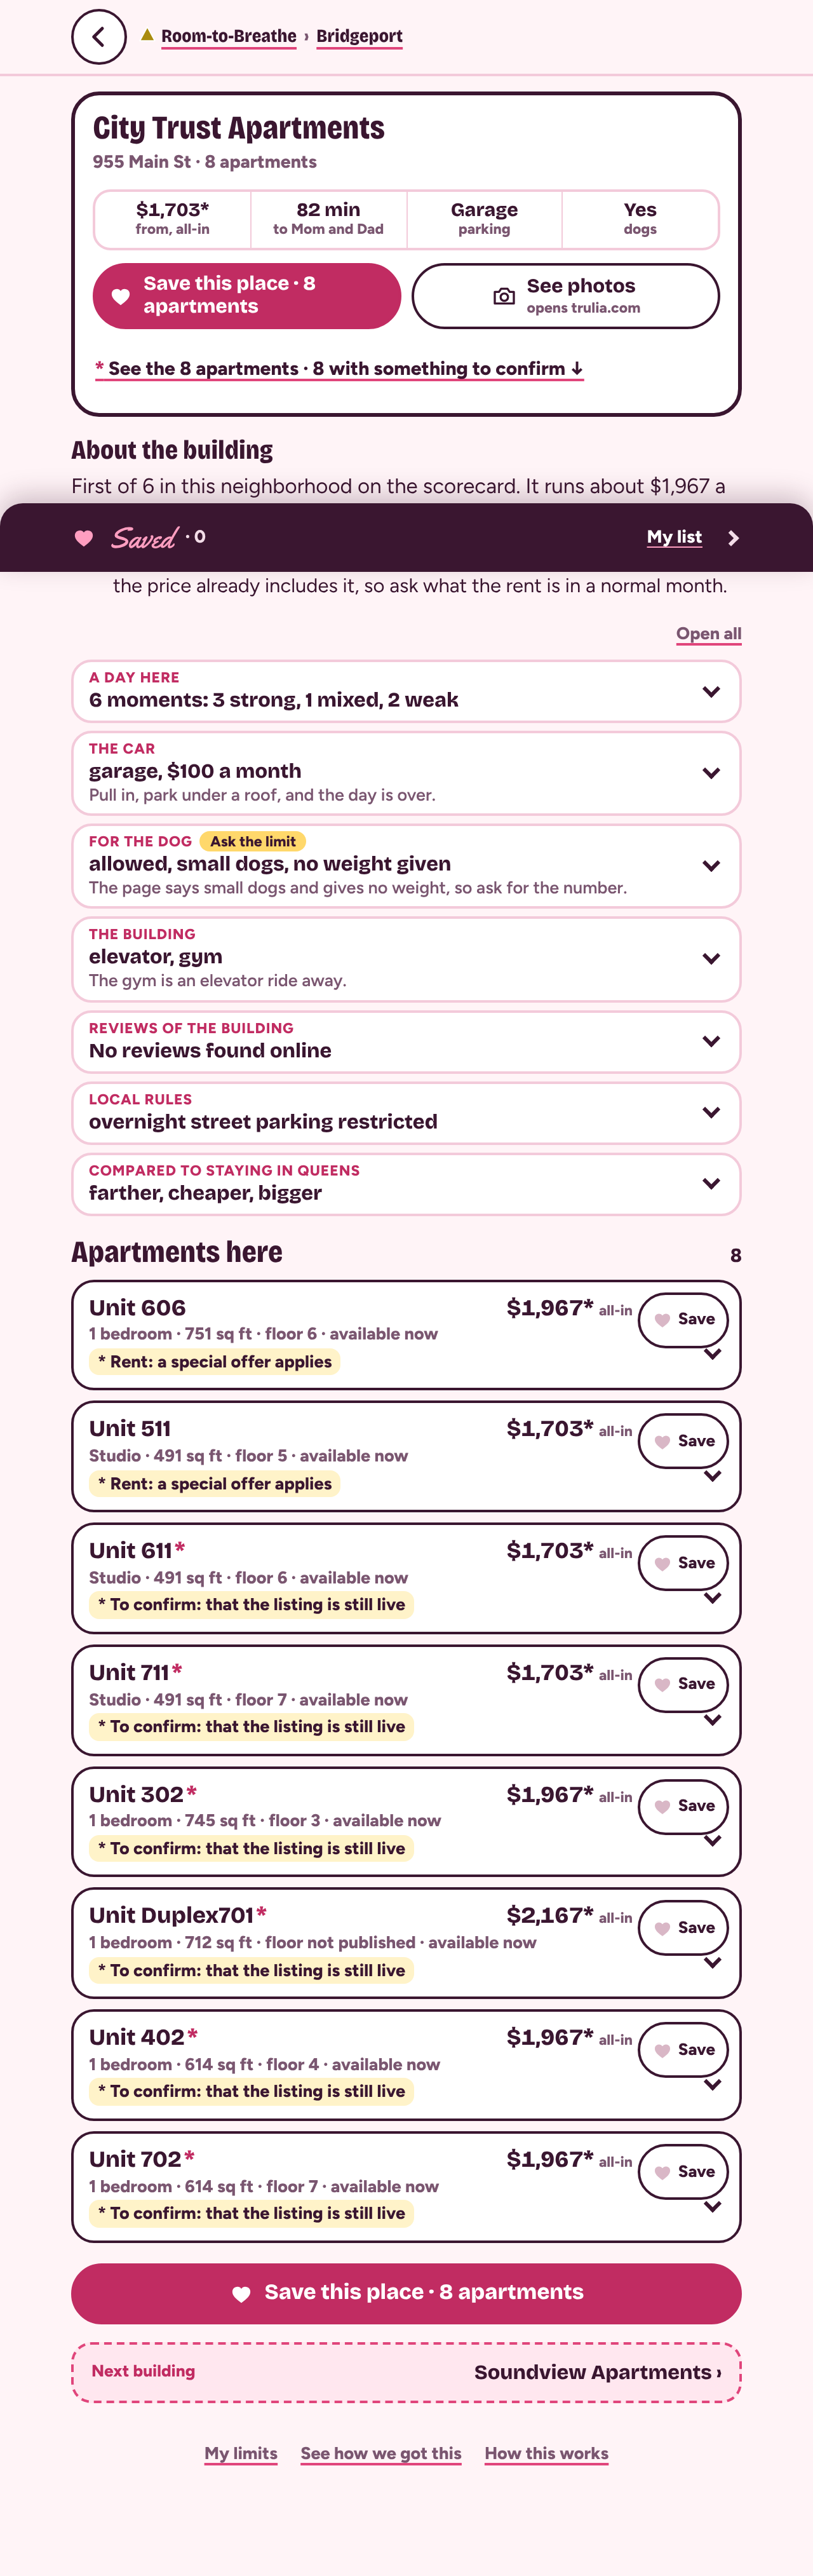 Room-to-Breathe › Bridgeport
City Trust Apartments
955 Main St · 8 apartments
$1,703*
from, all-in
82 min
to Mom and Dad
Garage
parking
Yes
dogs
Save this place · 8
apartments
See photos
opens trulia.com
* See the 8 apartments · 8 with something to confirm ↓
About the building
First of 6 in this neighborhood on the scorecard. It runs about $1,967 a
Saved · 0
My list
the price already includes it, so ask what the rent is in a normal month.
Open all
A DAY HERE
6 moments: 3 strong, 1 mixed, 2 weak
THE CAR
garage, $100 a month
Pull in, park under a roof, and the day is over.
FOR THE DOG Ask the limit
allowed, small dogs, no weight given
The page says small dogs and gives no weight, so ask for the number.
THE BUILDING
elevator, gym
The gym is an elevator ride away.
REVIEWS OF THE BUILDING
No reviews found online
LOCAL RULES
overnight street parking restricted
COMPARED TO STAYING IN QUEENS
farther, cheaper, bigger
Apartments here 8
Unit 606 $1,967* all-in Save
1 bedroom · 751 sq ft · floor 6 · available now
* Rent: a special offer applies
Unit 511 $1,703* all-in Save
Studio · 491 sq ft · floor 5 · available now
* Rent: a special offer applies
Unit 611* $1,703* all-in Save
Studio · 491 sq ft · floor 6 · available now
* To confirm: that the listing is still live
Unit 711* $1,703* all-in Save
Studio · 491 sq ft · floor 7 · available now
* To confirm: that the listing is still live
Unit 302* $1,967* all-in Save
1 bedroom · 745 sq ft · floor 3 · available now
* To confirm: that the listing is still live
Unit Duplex701* $2,167* all-in Save
1 bedroom · 712 sq ft · floor not published · available now
* To confirm: that the listing is still live
Unit 402* $1,967* all-in Save
1 bedroom · 614 sq ft · floor 4 · available now
* To confirm: that the listing is still live
Unit 702* $1,967* all-in Save
1 bedroom · 614 sq ft · floor 7 · available now
* To confirm: that the listing is still live
Save this place · 8 apartments
Next building Soundview Apartments ›
My limits See how we got this How this works